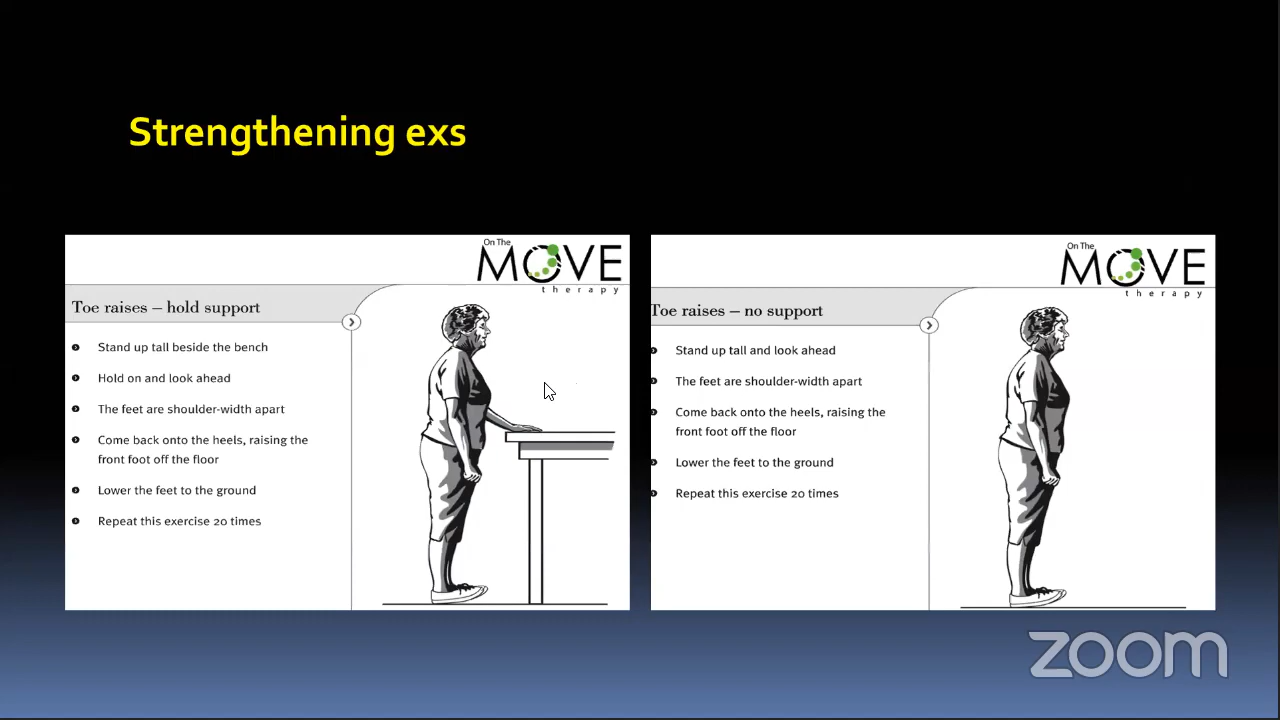 Strengthening exs
On The
MOVE
therapy
Toe raises – hold support
Stand up tall beside the bench
Hold on and look ahead
The feet are shoulder-width apart
Come back onto the heels, raising the
front foot off the floor
Lower the feet to the ground
Repeat this exercise 20 times
On The
MOVE
therapy
Toe raises – no support
Stand up tall and look ahead
The feet are shoulder-width apart
Come back onto the heels, raising the
front foot off the floor
Lower the feet to the ground
Repeat this exercise 20 times
zoom